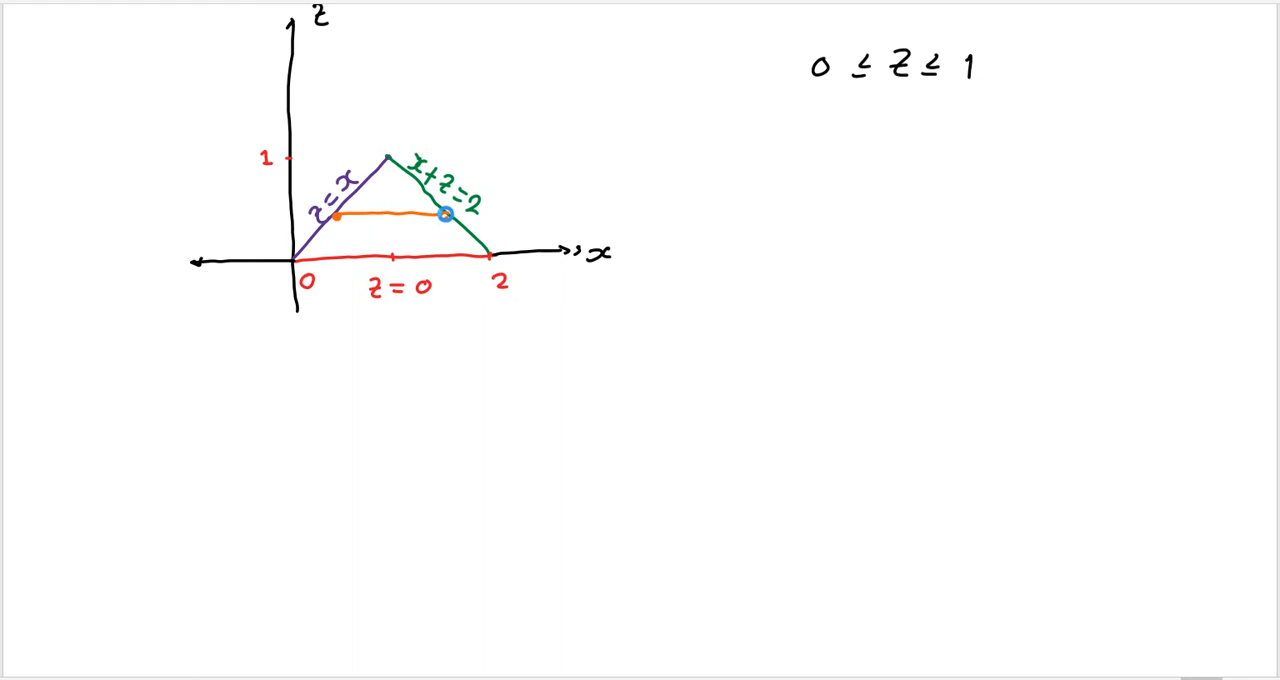 z
0 ≤ z ≤ 1
1
z = x
x + z = 2
x
0
z = 0
2